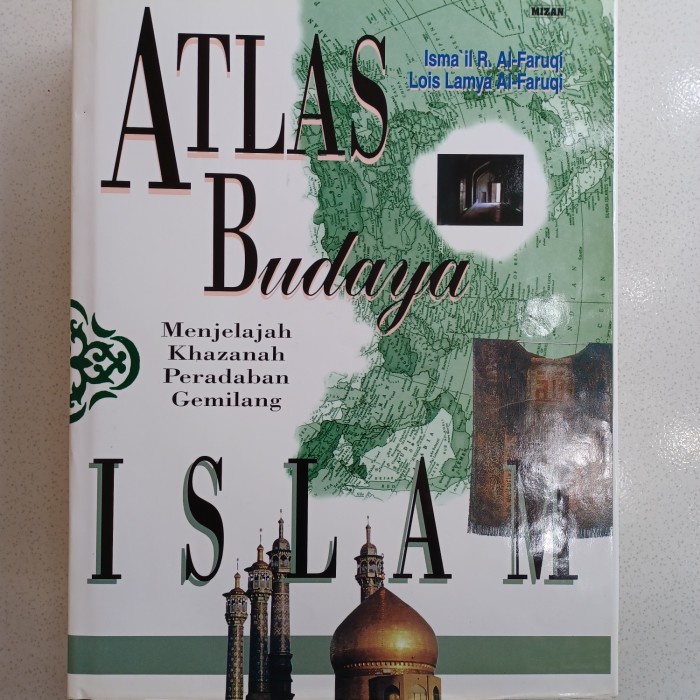 MIZAN
Isma`il R. Al-Faruqi
Lois Lamya Al-Faruqi
ATLAS
Budaya
Menjelajah
Khazanah
Peradaban
Gemilang
ISLAM